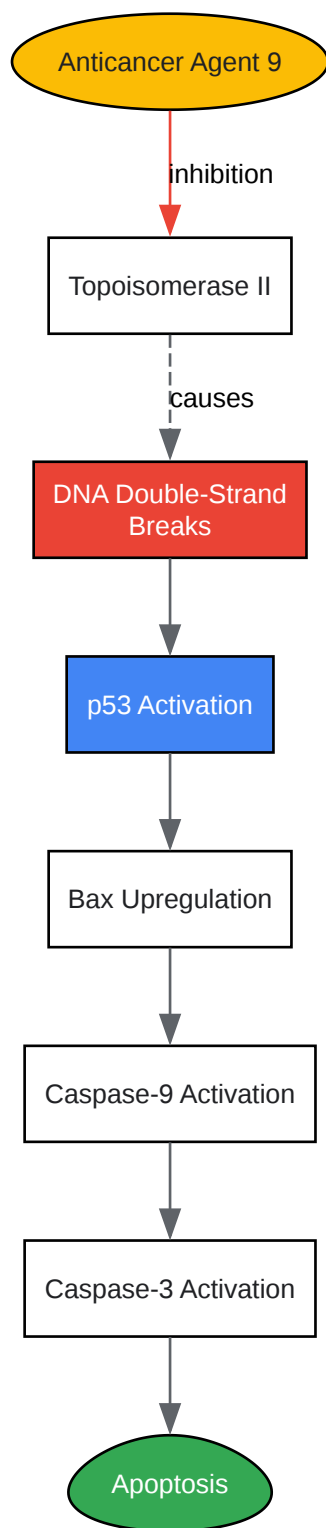 Anticancer Agent 9
inhibition
Topoisomerase II
causes
DNA Double-Strand
Breaks
p53 Activation
Bax Upregulation
Caspase-9 Activation
Caspase-3 Activation
Apoptosis